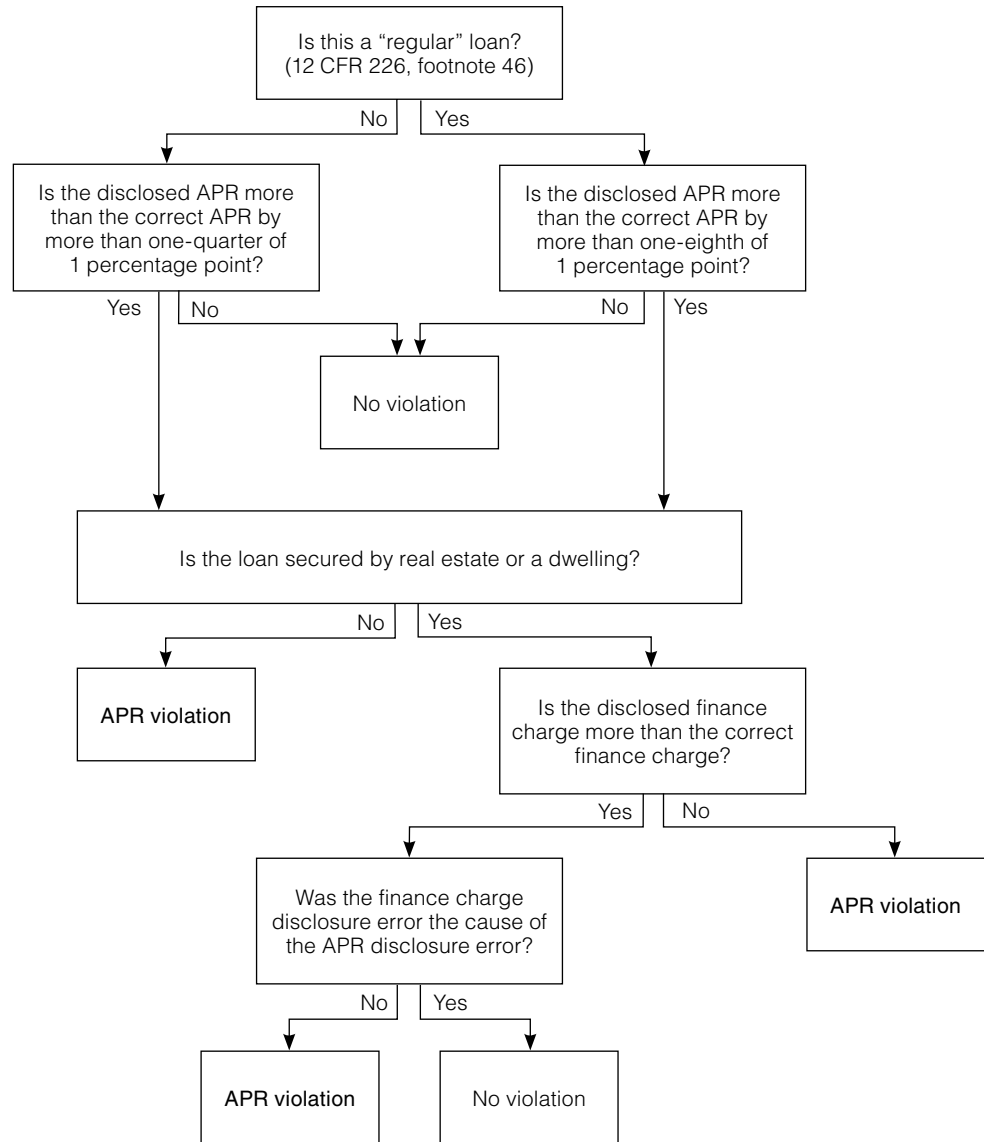 Is this a “regular” loan?
(12 CFR 226, footnote 46)
No
Yes
Is the disclosed APR more
than the correct APR by
more than one-quarter of
1 percentage point?
Is the disclosed APR more
than the correct APR by
more than one-eighth of
1 percentage point?
Yes
No
No
Yes
No violation
Is the loan secured by real estate or a dwelling?
No
Yes
APR violation
Is the disclosed finance
charge more than the correct
finance charge?
Yes
No
Was the finance charge
disclosure error the cause of
the APR disclosure error?
APR violation
No
Yes
APR violation
No violation